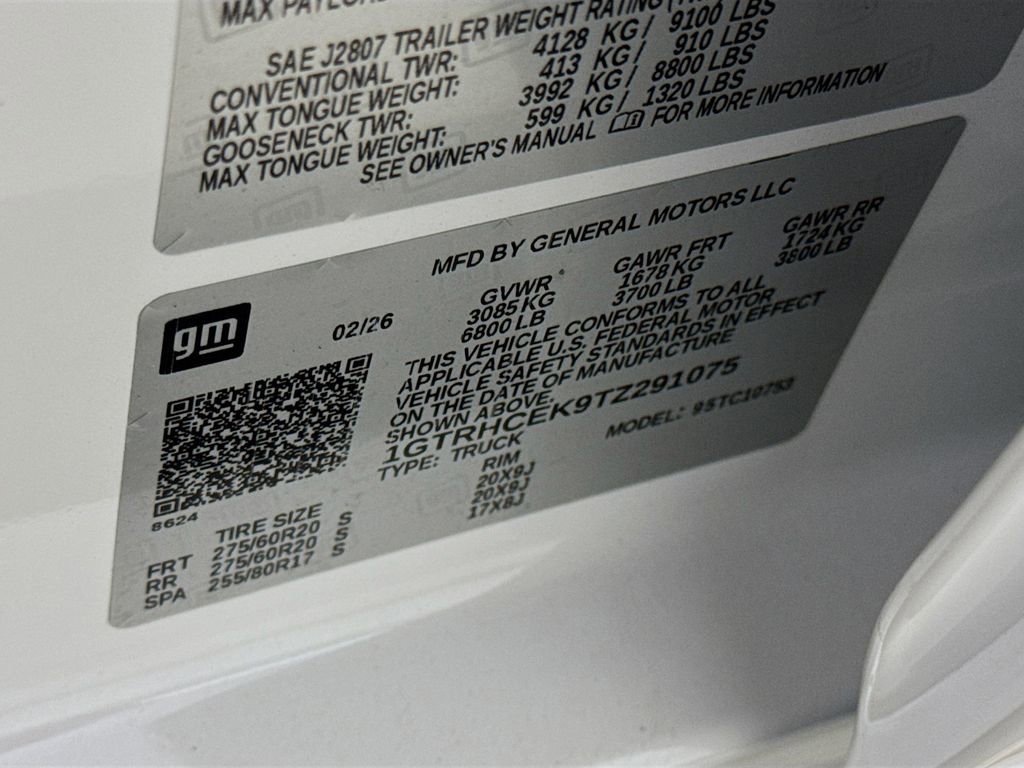 MAX PAYLOAD
SAE J2807 TRAILER WEIGHT RATING
CONVENTIONAL TWR: 4128 KG/ 9100 LBS
MAX TONGUE WEIGHT: 413 KG/ 910 LBS
GOOSENECK TWR: 3992 KG/ 8800 LBS
MAX TONGUE WEIGHT: 599 KG/ 1320 LBS
SEE OWNER'S MANUAL FOR MORE INFORMATION
MFD BY GENERAL MOTORS LLC
gm
02/26
GVWR GAWR FRT GAWR RR
3085 KG 1678 KG 1724 KG
6800 LB 3700 LB 3800 LB
THIS VEHICLE CONFORMS TO ALL
APPLICABLE U.S. FEDERAL MOTOR
VEHICLE SAFETY STANDARDS IN EFFECT
ON THE DATE OF MANUFACTURE
SHOWN ABOVE.
1GTRHCEK9TZ291075
TYPE: TRUCK MODEL: 95TC10753
8624
TIRE SIZE RIM
FRT 275/60R20 S 20X9J
RR 275/60R20 S 20X9J
SPA 255/80R17 S 17X8J